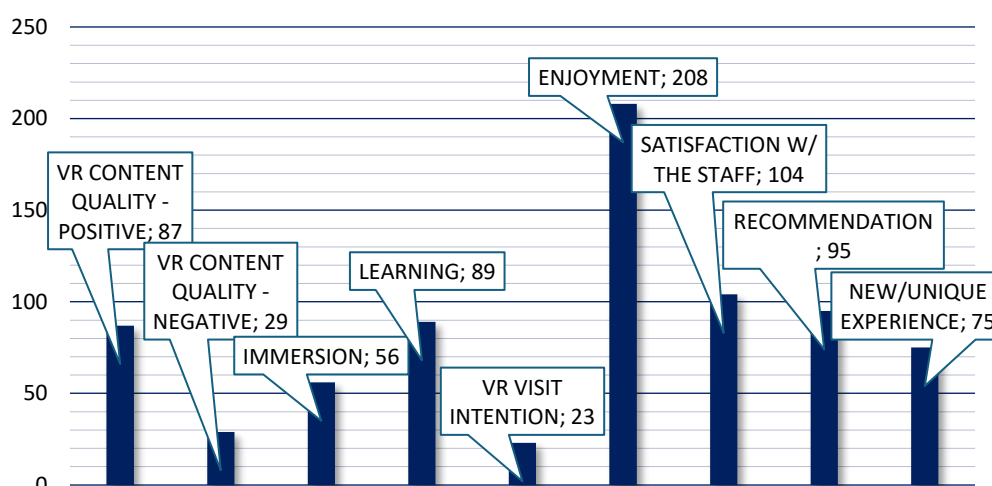 250
200
150
100
50
0
VR CONTENT
QUALITY -
POSITIVE; 87
VR CONTENT
QUALITY -
NEGATIVE; 29
IMMERSION; 56
LEARNING; 89
VR VISIT
INTENTION; 23
ENJOYMENT; 208
SATISFACTION W/
THE STAFF; 104
RECOMMENDATION
; 95
NEW/UNIQUE
EXPERIENCE; 75